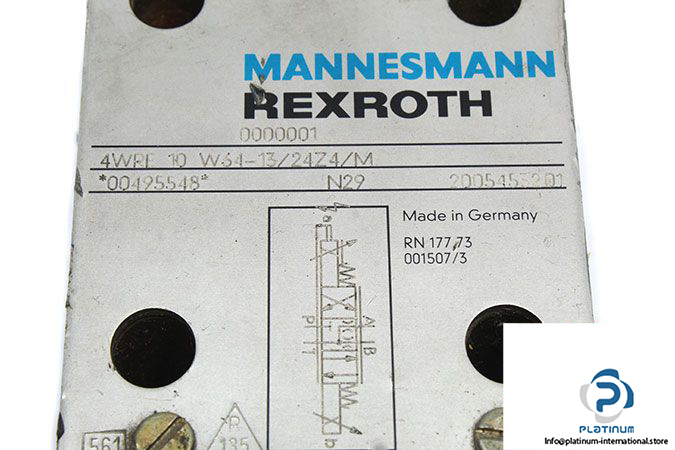 MANNESMANN
REXROTH
0000001
4WRE 10 W64-13/24Z4/M
*00495548* N29
Made in Germany
RN 177,73
001507/3
a
A B
P T
b
561
R
135
PLATINUM
Info@platinum-international.store